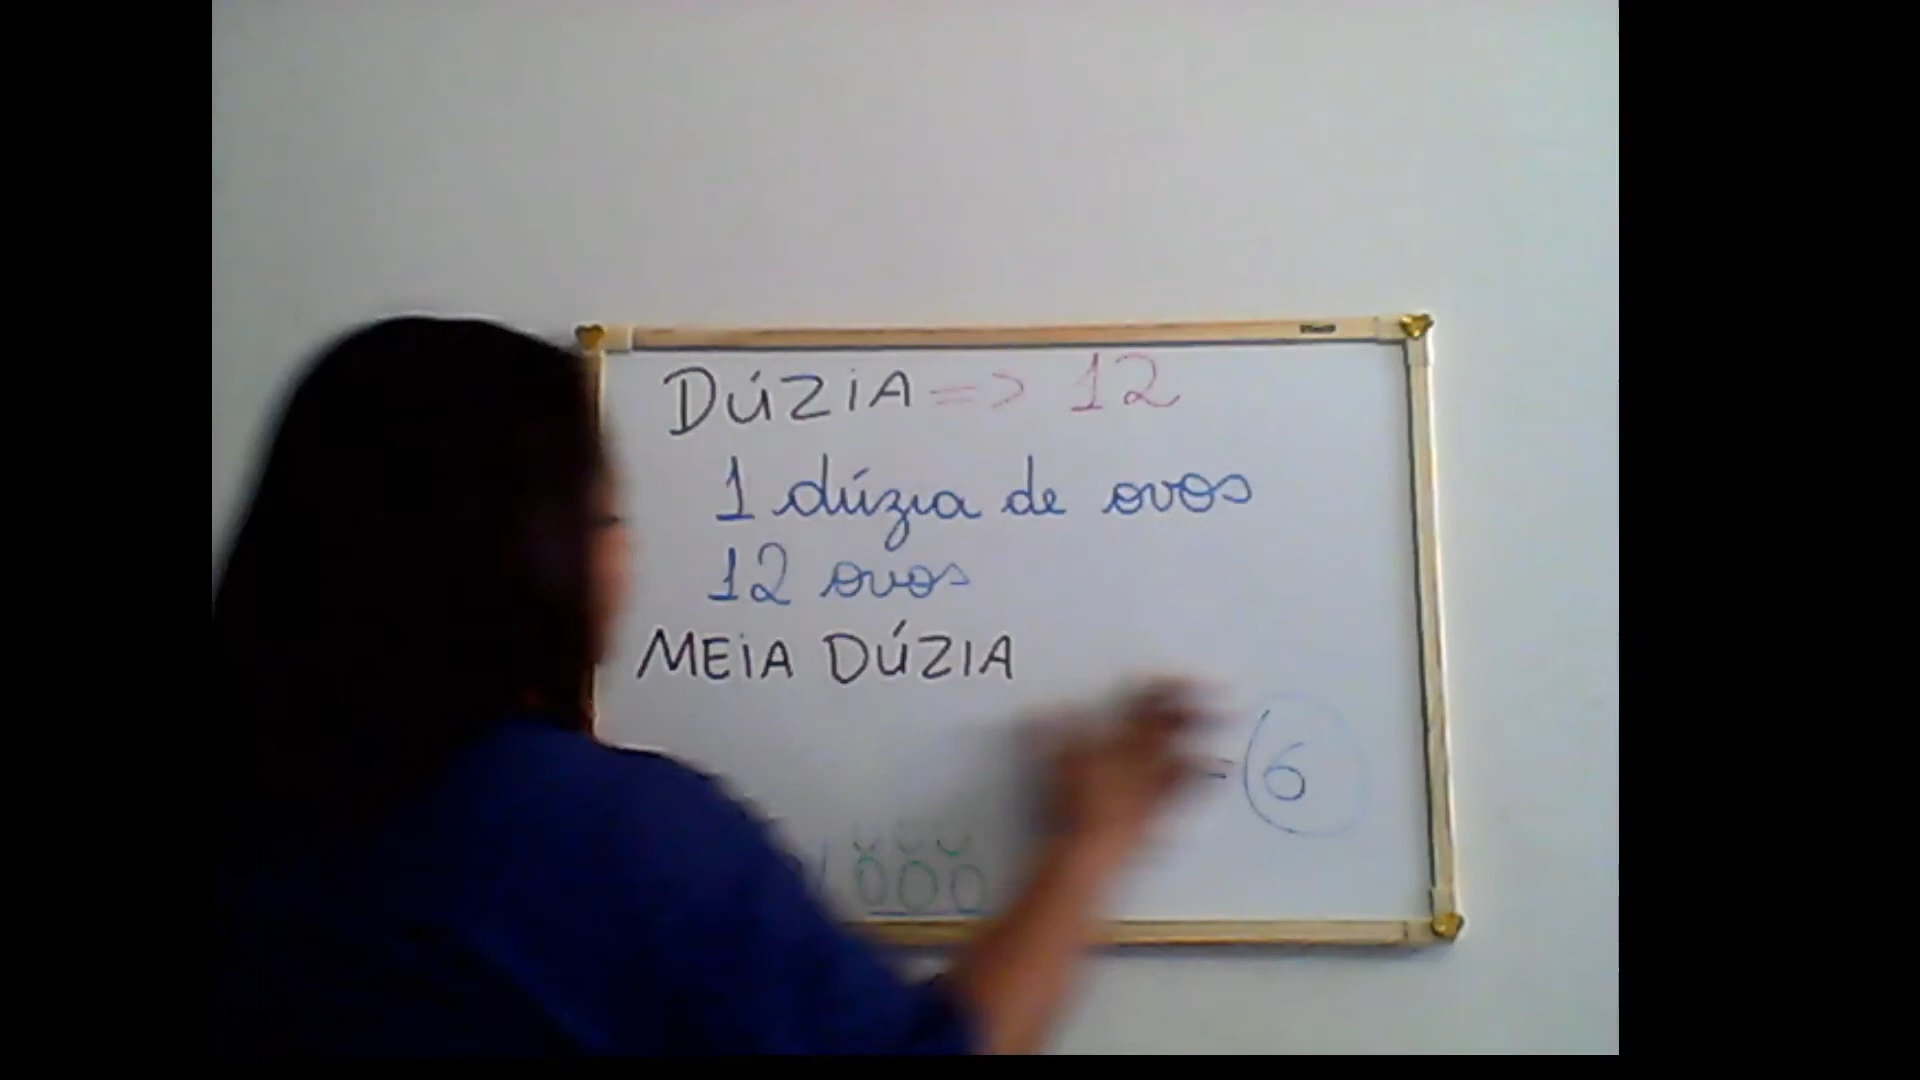 DÚZIA => 12
1 dúzia de ovos
12 ovos
MEIA DÚZIA
= 6